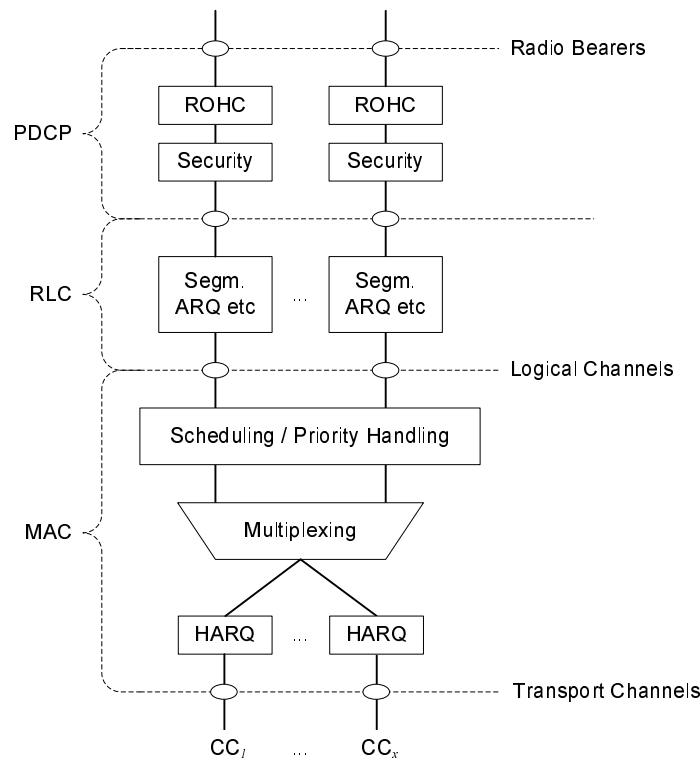 Radio Bearers
ROHC ROHC
PDCP
Security Security
Segm. ARQ etc ... Segm. ARQ etc
RLC
Logical Channels
Scheduling / Priority Handling
Multiplexing
MAC
HARQ ... HARQ
Transport Channels
CC₁ ... CCₓ